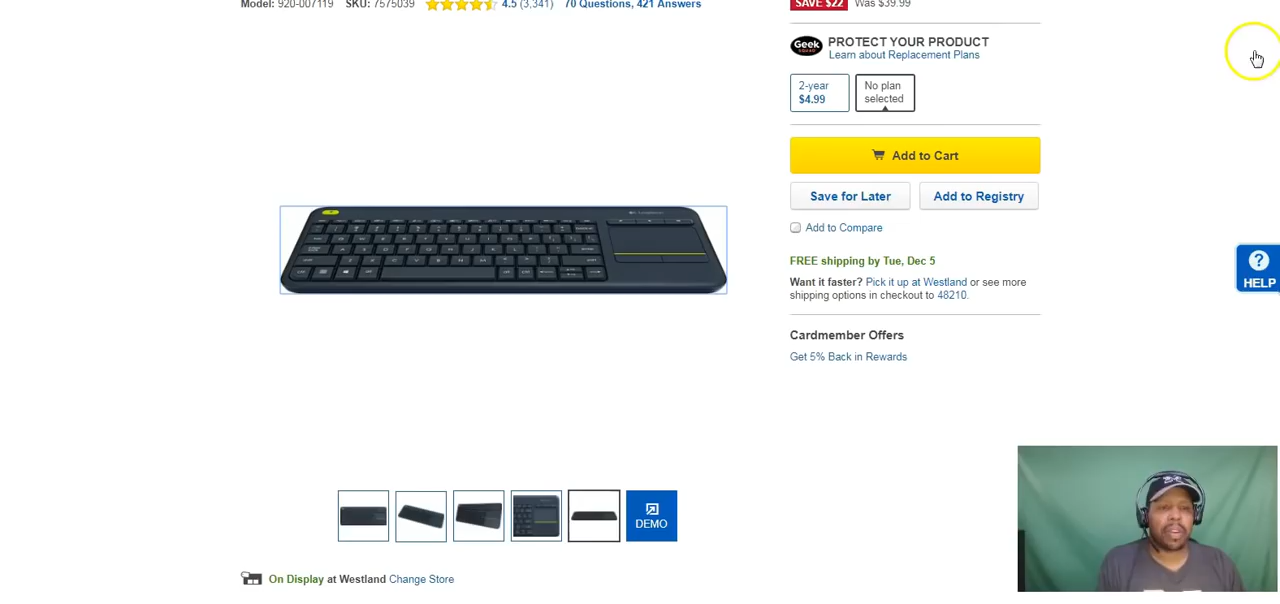 Model: 920-007119 SKU: 7575039 4.5 (3,341) 70 Questions, 421 Answers
SAVE $22 Was $39.99
Geek SQUAD PROTECT YOUR PRODUCT
Learn about Replacement Plans
2-year
$4.99
No plan
selected
Add to Cart
Save for Later
Add to Registry
Add to Compare
FREE shipping by Tue, Dec 5
Want it faster? Pick it up at Westland or see more
shipping options in checkout to 48210.
Cardmember Offers
Get 5% Back in Rewards
?
HELP
DEMO
On Display at Westland Change Store